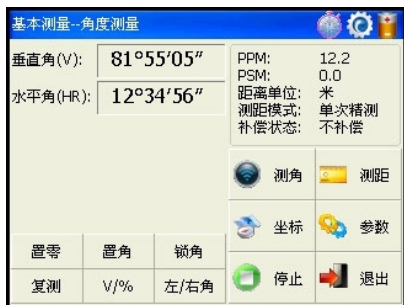 基本测量--角度测量
垂直角(V): 81°55′05″
水平角(HR): 12°34′56″
PPM: 12.2
PSM: 0.0
距离单位: 米
测距模式: 单次精测
补偿状态: 不补偿
测角 测距
坐标 参数
置零 置角 锁角
复测 V/% 左/右角
停止 退出